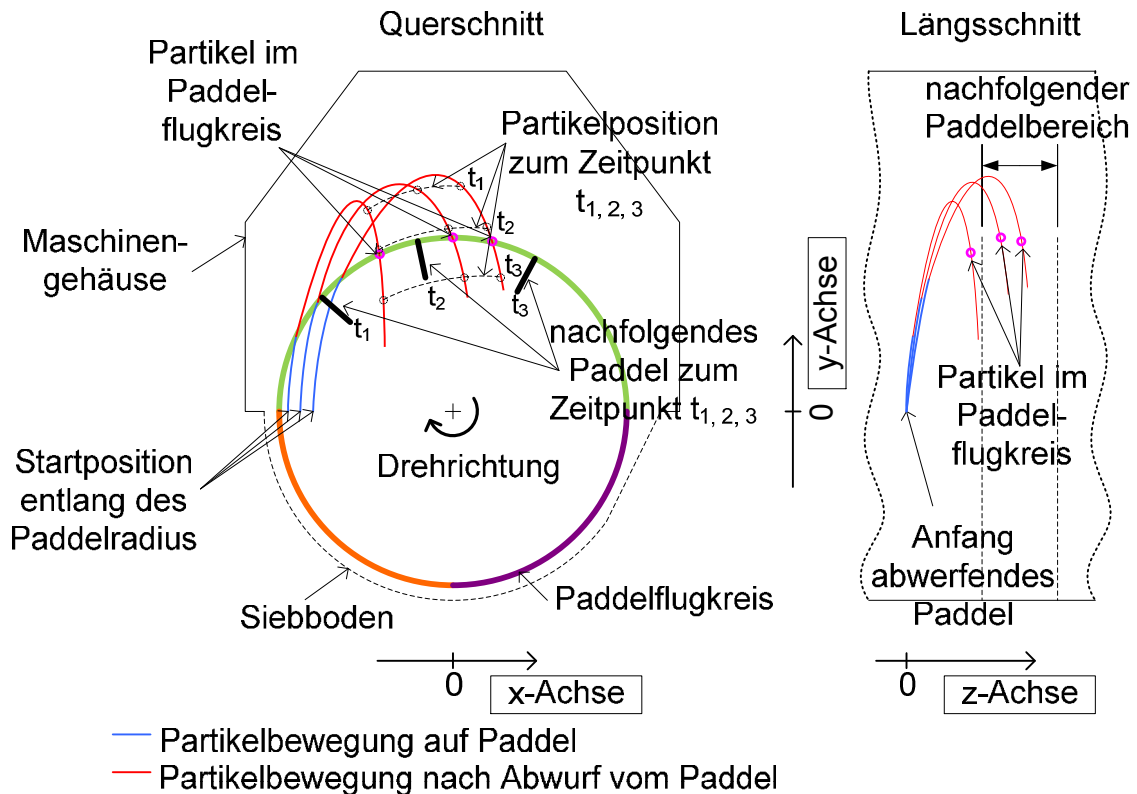 Querschnitt
Längsschnitt
Partikel im
Paddel-
flugkreis
Partikelposition
zum Zeitpunkt
t1, 2, 3
nachfolgender
Paddelbereich
Maschinen-
gehäuse
t1
t2
t3
t1
t2
t3
nachfolgendes
Paddel zum
Zeitpunkt t1, 2, 3
y-Achse
0
Partikel im
Paddel-
flugkreis
Drehrichtung
Startposition
entlang des
Paddelradius
Anfang
abwerfendes
Paddel
Siebboden
Paddelflugkreis
0
x-Achse
0
z-Achse
Partikelbewegung auf Paddel
Partikelbewegung nach Abwurf vom Paddel